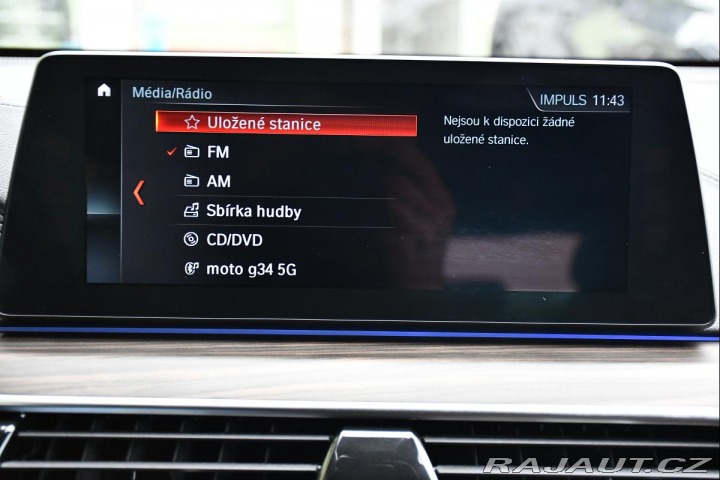 Média/Rádio
IMPULS 11:43
Uložené stanice
FM
AM
Sbírka hudby
CD/DVD
moto g34 5G
Nejsou k dispozici žádné
uložené stanice.
RAJAUT.CZ